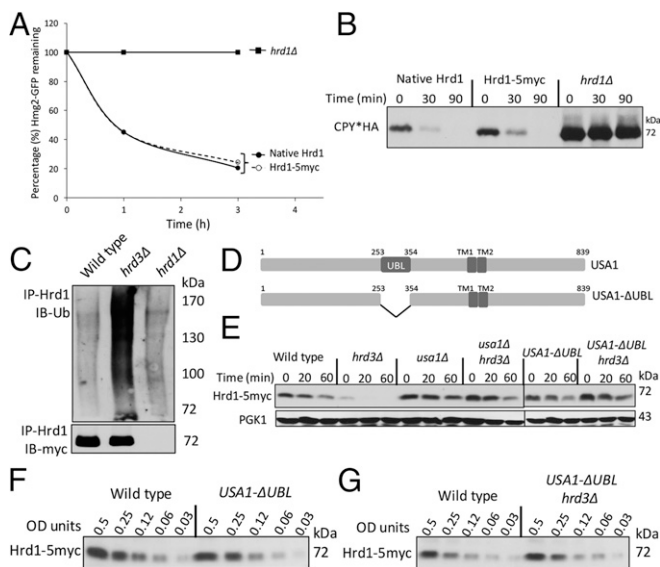 A
Percentage (%) Hmg2-GFP remaining
120
100
80
60
40
20
0
0 1 2 3 4
Time (h)
hrd1Δ
Native Hrd1
Hrd1-5myc
B
Native Hrd1 Hrd1-5myc hrd1Δ
Time (min) 0 30 90 0 30 90 0 30 90
kDa
CPY*HA 72
C
Wild type hrd3Δ hrd1Δ
kDa
IP-Hrd1
IB-Ub
170
130
100
72
IP-Hrd1
IB-myc
72
D
1 253 354 TM1 TM2 839
UBL
USA1
1 253 354 TM1 TM2 839
USA1-ΔUBL
E
Wild type hrd3Δ usa1Δ usa1Δ hrd3Δ USA1-ΔUBL USA1-ΔUBL hrd3Δ
Time (min) 0 20 60 0 20 60 0 20 60 0 20 60 0 20 60 0 20 60 kDa
Hrd1-5myc 72
PGK1 43
F
Wild type USA1-ΔUBL
OD units 0.5 0.25 0.12 0.06 0.03 0.5 0.25 0.12 0.06 0.03
kDa
Hrd1-5myc 72
G
Wild type USA1-ΔUBL hrd3Δ
OD units 0.5 0.25 0.12 0.06 0.03 0.5 0.25 0.12 0.06 0.03
kDa
Hrd1-5myc 72